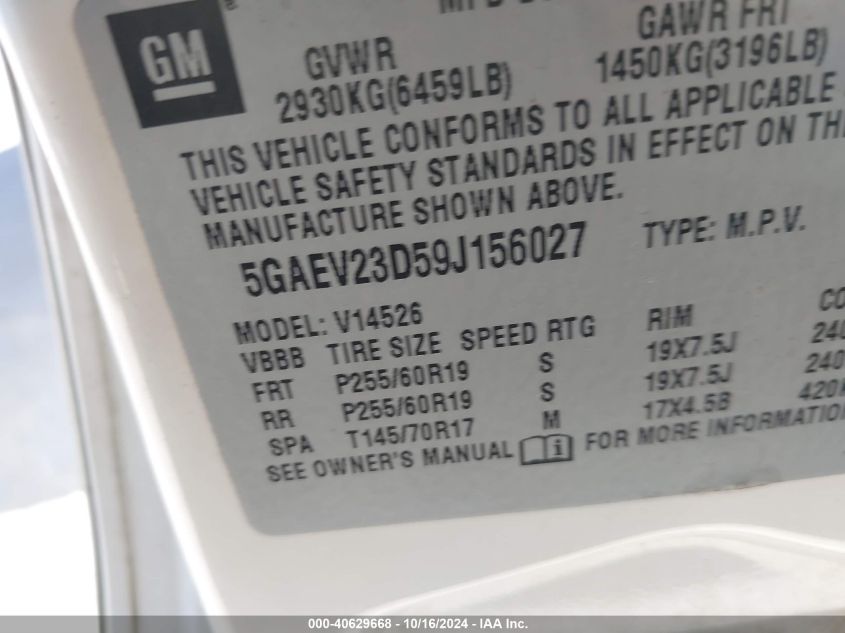 GM
GVWR GAWR FRT
2930KG(6459LB) 1450KG(3196LB)
THIS VEHICLE CONFORMS TO ALL APPLICABLE
VEHICLE SAFETY STANDARDS IN EFFECT ON
MANUFACTURE SHOWN ABOVE.
5GAEV23D59J156027 TYPE: M.P.V.
MODEL: V14526
VBBB TIRE SIZE SPEED RTG RIM
FRT P255/60R19 S 19X7.5J
RR P255/60R19 S 19X7.5J
SPA T145/70R17 M 17X4.5B
SEE OWNER'S MANUAL FOR MORE INFORMATION
000-40629668 - 10/16/2024 - IAA Inc.